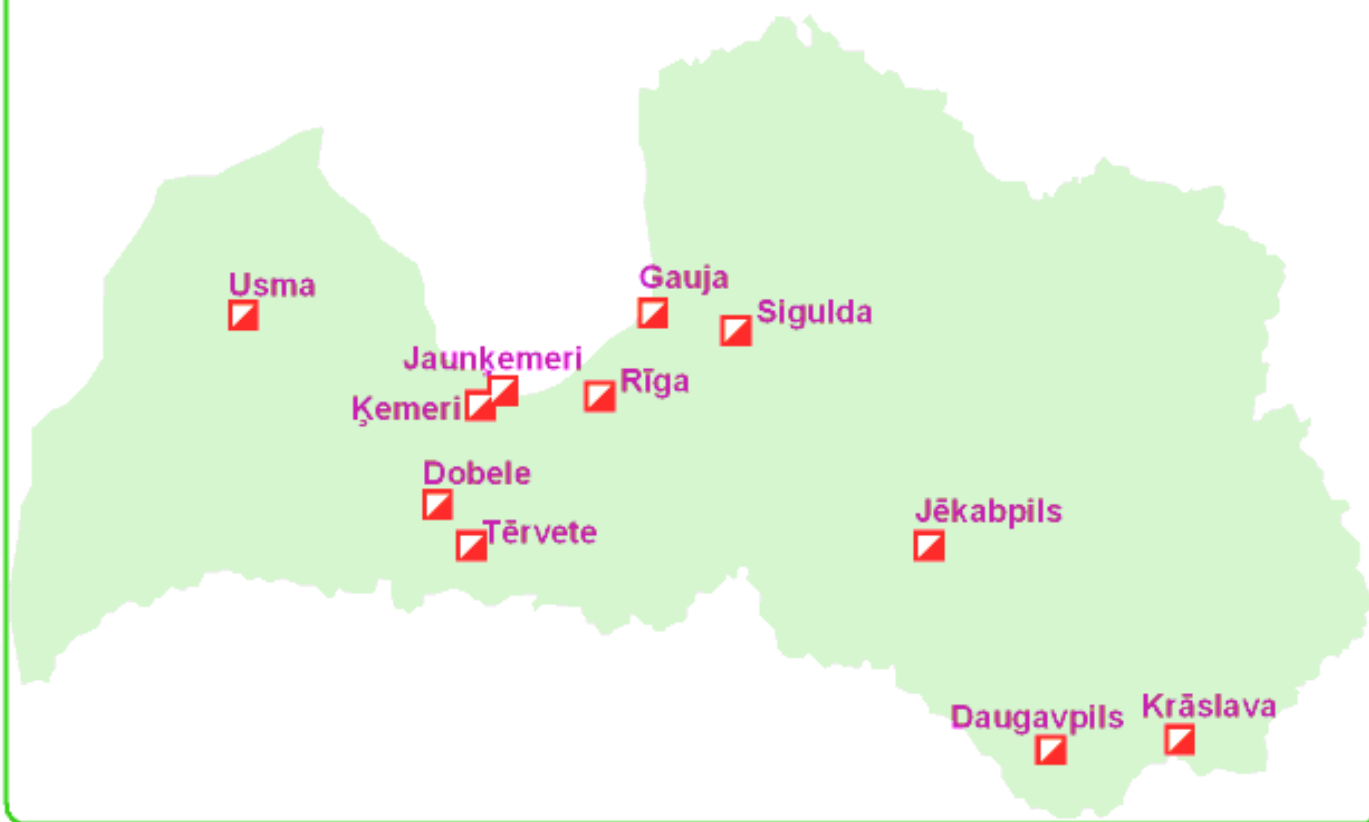 Gauja
Usma
Sigulda
Jaunķemeri
Rīga
Ķemeri
Dobele
Jēkabpils
Tērvete
Krāslava
Daugavpils